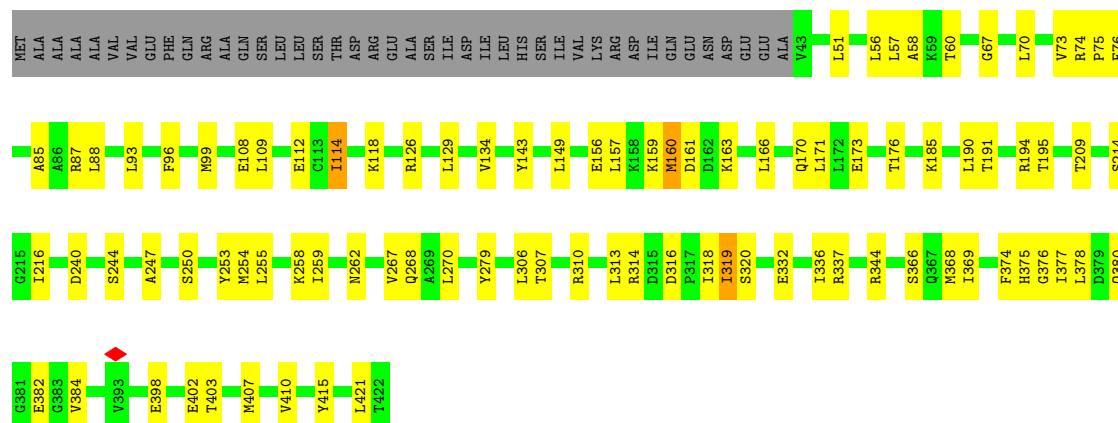 MET ALA ALA ALA ALA VAL VAL GLU PHE GLN ARG ALA GLN SER LEU LEU SER THR ASP ARG GLU ALA SER ILE ASP ILE LEU HIS SER ILE VAL LYS ARG ASP ILE GLN GLU ASN ASP GLU GLU ALA V43 L51 L56 L57 A58 K59 T60 G67 L70 V73 R74 P75 E76
A85 A86 R87 L88 L93 F96 M99 E108 L109 E112 C113 I114 K118 R126 L129 V134 Y143 L149 E156 L157 K158 K159 M160 D161 D162 K163 L166 Q170 L171 L172 E173 T176 K185 L190 T191 R194 T195 T209 S214
G215 I216 D240 S244 A247 S250 Y253 M254 L255 K258 I259 N262 V267 Q268 A269 L270 Y279 L306 T307 R310 L313 R314 D315 D316 P317 I318 I319 S320 E332 I336 R337 R344 S366 Q367 M368 I369 F374 H375 G376 I377 L378 D379 Q380
G381 E382 G383 V384 V393 E398 E402 T403 M407 V410 Y415 L421 T422